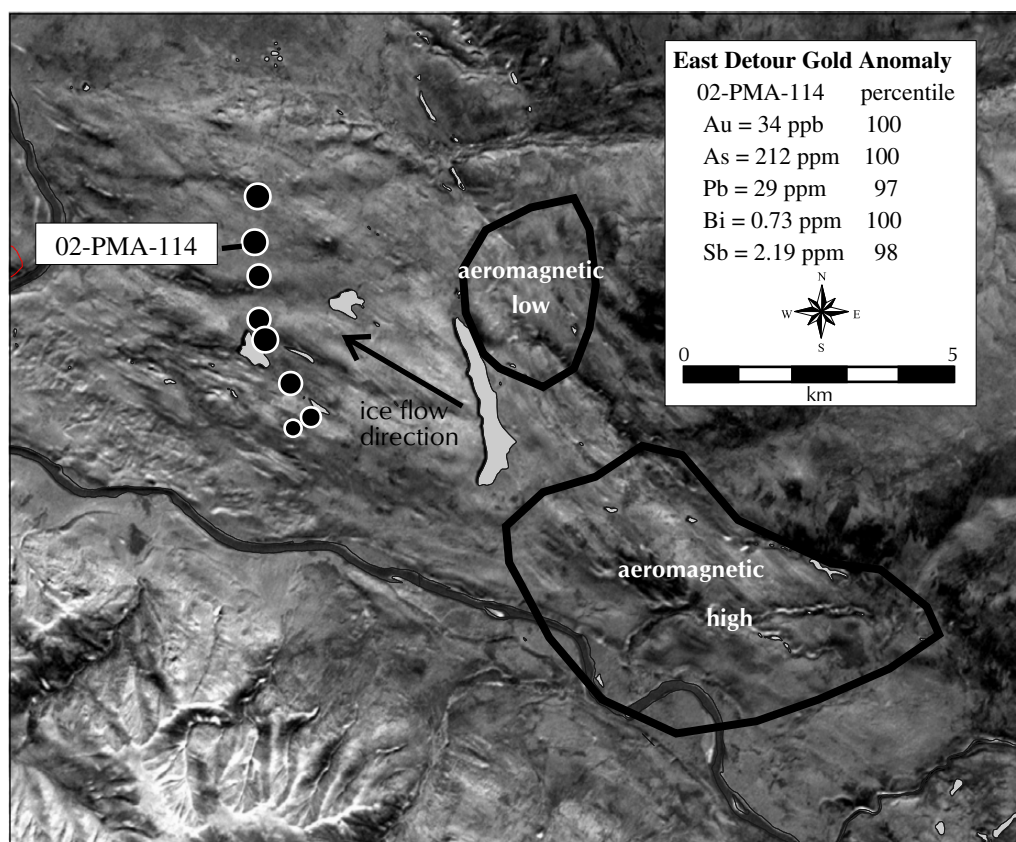 East Detour Gold Anomaly
02-PMA-114 percentile
Au = 34 ppb 100
As = 212 ppm 100
Pb = 29 ppm 97
Bi = 0.73 ppm 100
Sb = 2.19 ppm 98
N
W E
S
0 5
km
02-PMA-114
aeromagnetic
low
ice flow
direction
aeromagnetic
high